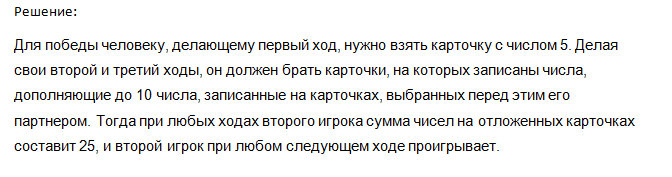 Решение:
Для победы человеку, делающему первый ход, нужно взять карточку с числом 5. Делая
свои второй и третий ходы, он должен брать карточки, на которых записаны числа,
дополняющие до 10 числа, записанные на карточках, выбранных перед этим его
партнером. Тогда при любых ходах второго игрока сумма чисел на отложенных карточках
составит 25, и второй игрок при любом следующем ходе проигрывает.